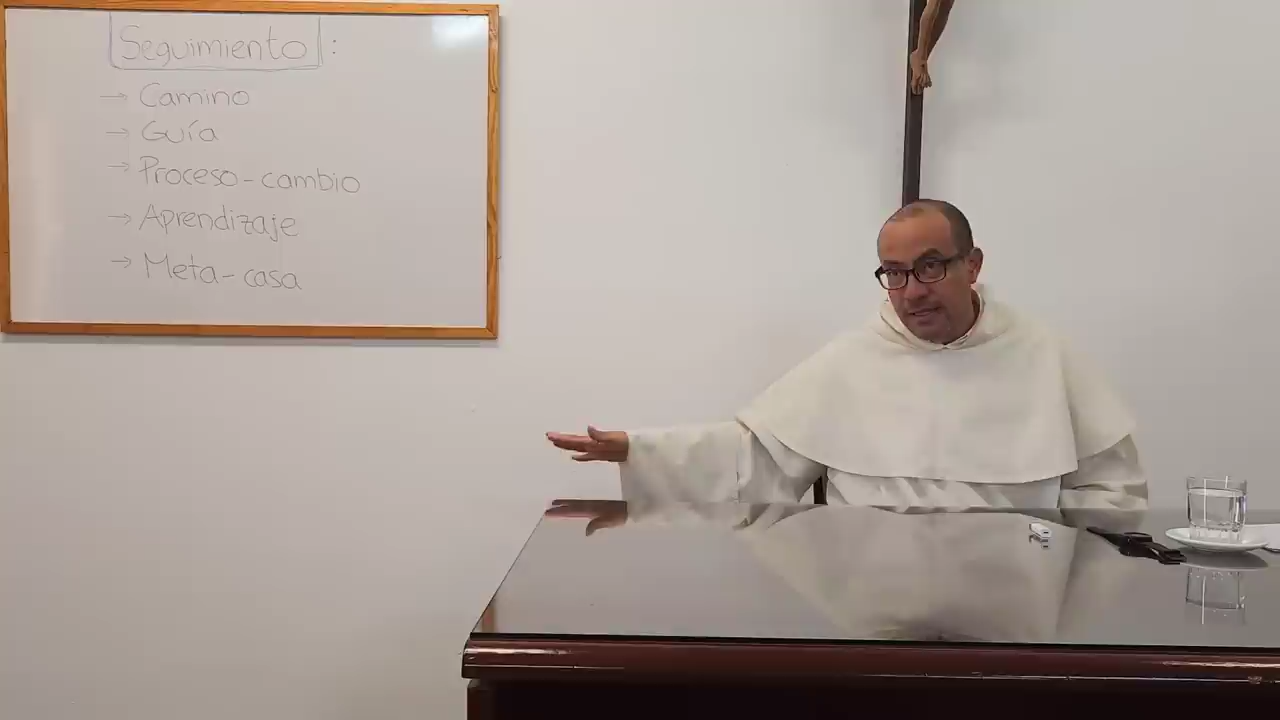 Seguimiento :
→ Camino
→ Guía
→ Proceso-cambio
→ Aprendizaje
→ Meta-casa